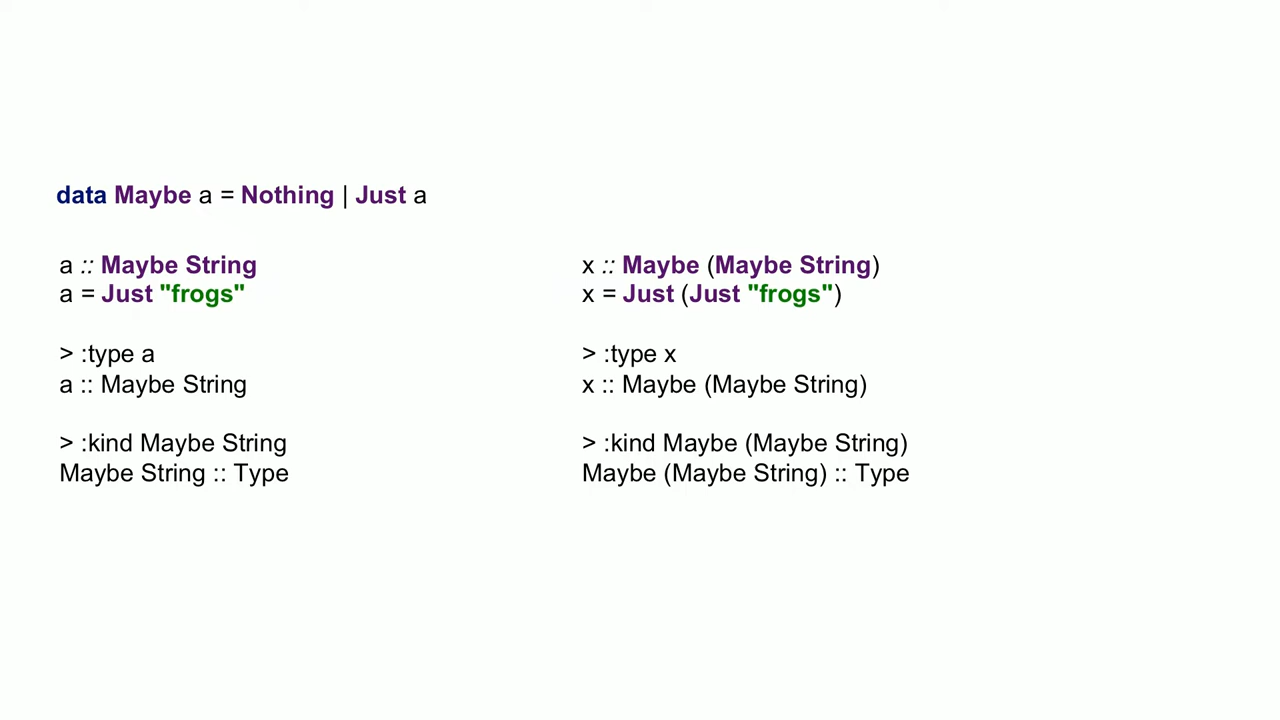 data Maybe a = Nothing | Just a
a :: Maybe String
a = Just "frogs"
> :type a
a :: Maybe String
> :kind Maybe String
Maybe String :: Type
x :: Maybe (Maybe String)
x = Just (Just "frogs")
> :type x
x :: Maybe (Maybe String)
> :kind Maybe (Maybe String)
Maybe (Maybe String) :: Type